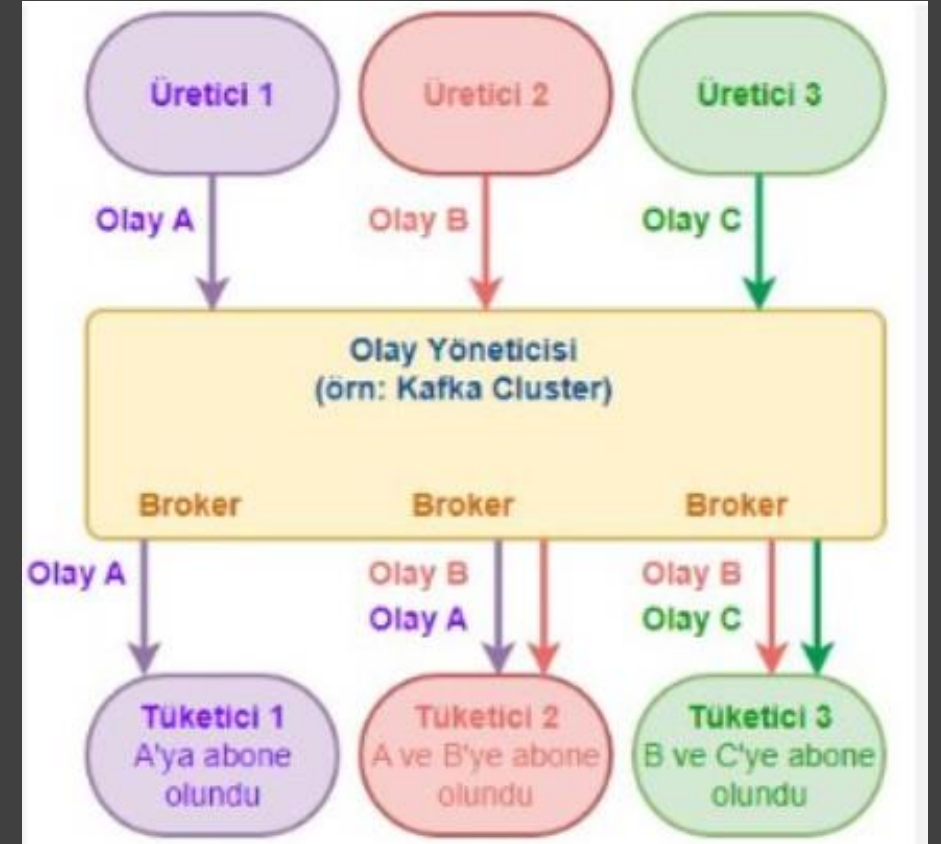 Üretici 1
Üretici 2
Üretici 3
Olay A
Olay B
Olay C
Olay Yöneticisi
(örn: Kafka Cluster)
Broker
Broker
Broker
Olay A
Olay B
Olay A
Olay B
Olay C
Tüketici 1
A'ya abone
olundu
Tüketici 2
A ve B'ye abone
olundu
Tüketici 3
B ve C'ye abone
olundu